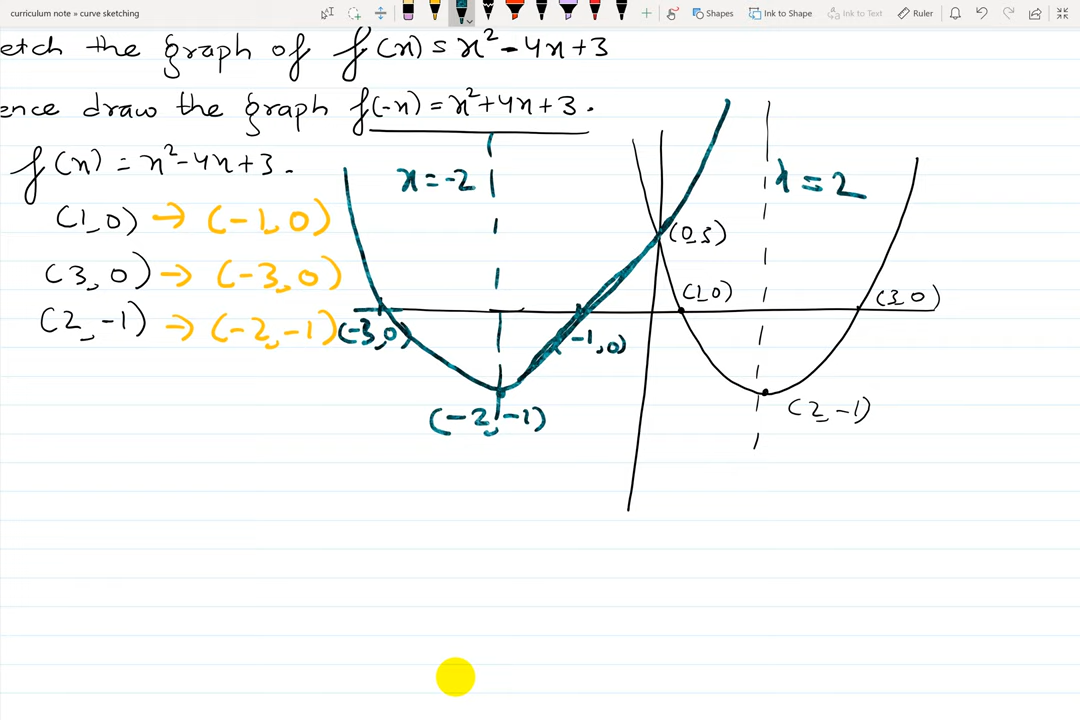 curriculum note » curve sketching
Shapes Ink to Shape Ink to Text Ruler
etch the graph of f(x) = x² - 4x + 3
ence draw the graph f(-x) = x² + 4x + 3.
f(x) = x² - 4x + 3.
x = -2
x = 2
(1, 0) → (-1, 0)
(0, 3)
(3, 0) → (-3, 0)
(1, 0)
(3, 0)
(2, -1) → (-2, -1)
(-3, 0)
(-1, 0)
(-2, -1)
(2, -1)